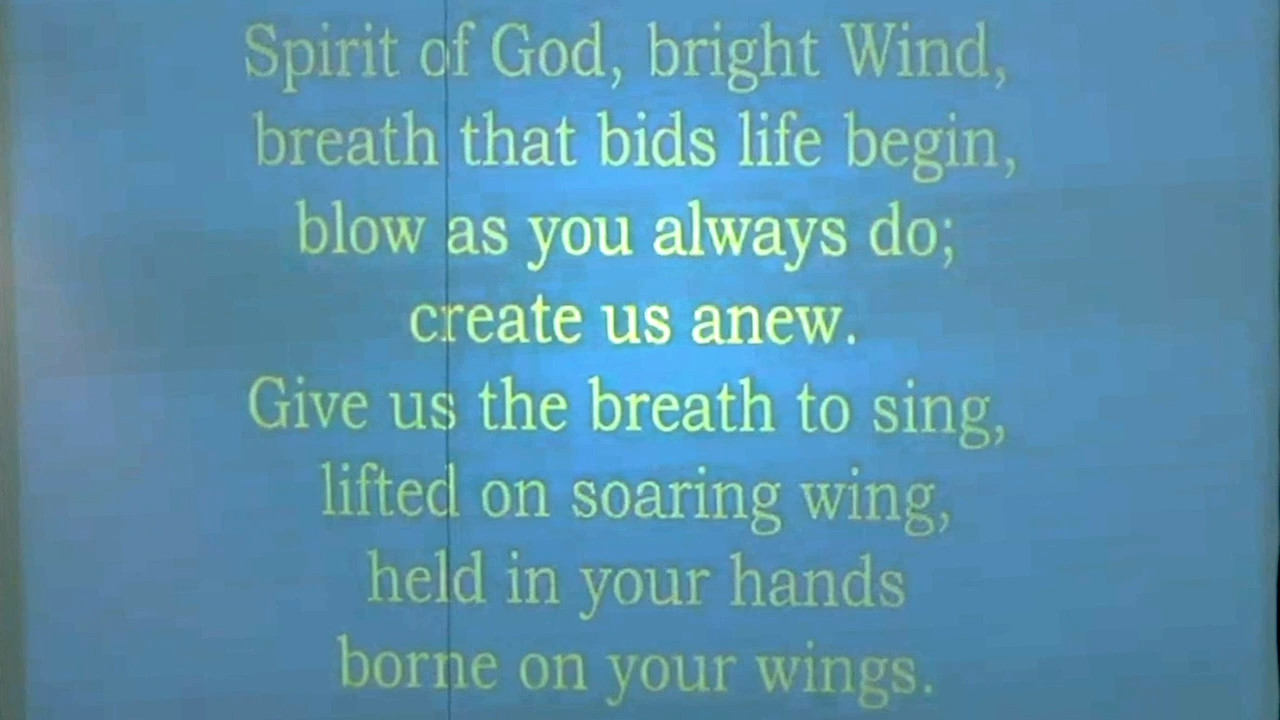 Spirit of God, bright Wind,
breath that bids life begin,
blow as you always do;
create us anew.
Give us the breath to sing,
lifted on soaring wing,
held in your hands
borne on your wings.